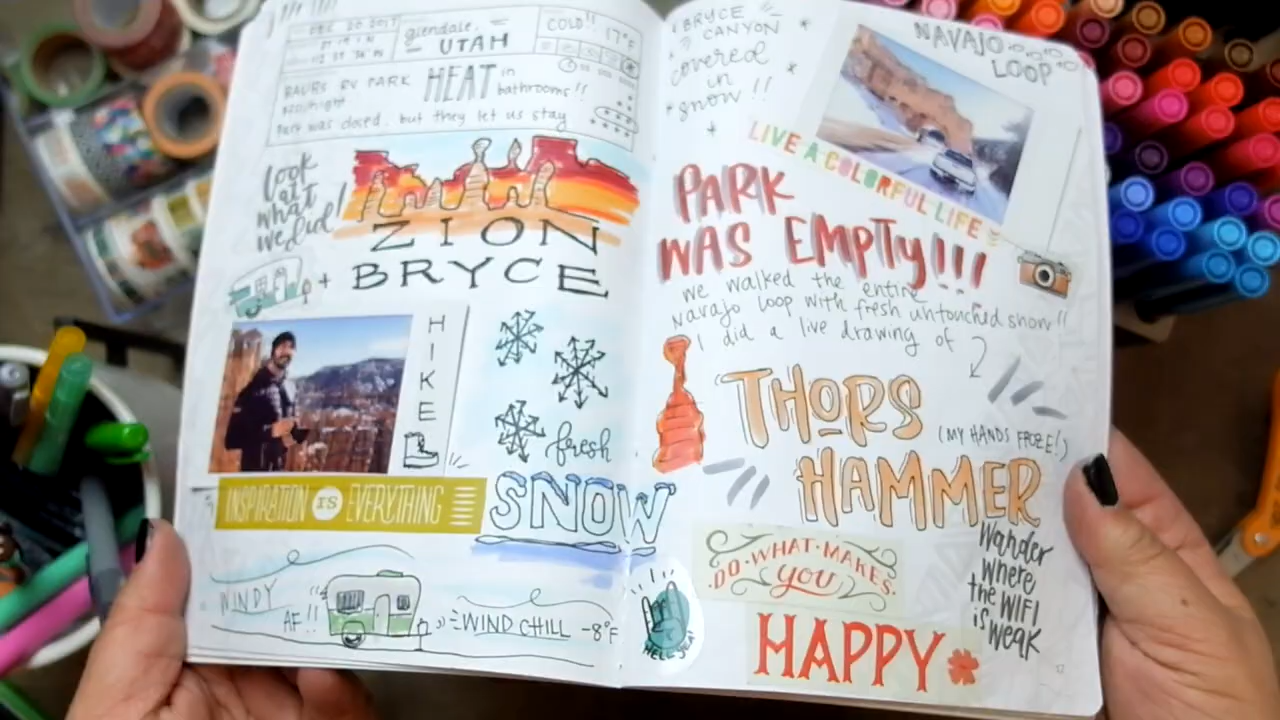 DEC 20 2017
glendale,
UTAH
COLD!! 17°F
BAURS RV PARK
HEAT in bathrooms!!
Park was closed. but they let us stay
look
at
what
we did!
ZION
+ BRYCE
HIKE
fresh
SNOW
INSPIRATION IS EVERYTHING
WINDY
AF!!
WIND CHILL -8°F
BRYCE
CANYON
covered
in
snow!!
NAVAJO
LOOP
LIVE A COLORFUL LIFE
PARK
WAS EMPTY!!!
we walked the entire
Navajo loop with fresh untouched snow!!
I did a live drawing of
THORS
(MY HANDS FROZE!)
HAMMER
DO·WHAT·MAKES
you
HAPPY
Wander
where
the WIFI
is weak